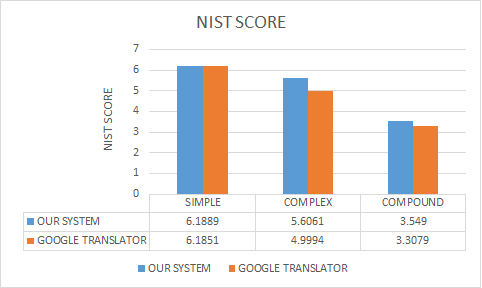 NIST SCORE
NIST SCORE
7
6
5
4
3
2
1
0
SIMPLE COMPLEX COMPOUND
OUR SYSTEM 6.1889 5.6061 3.549
GOOGLE TRANSLATOR 6.1851 4.9994 3.3079
OUR SYSTEM GOOGLE TRANSLATOR